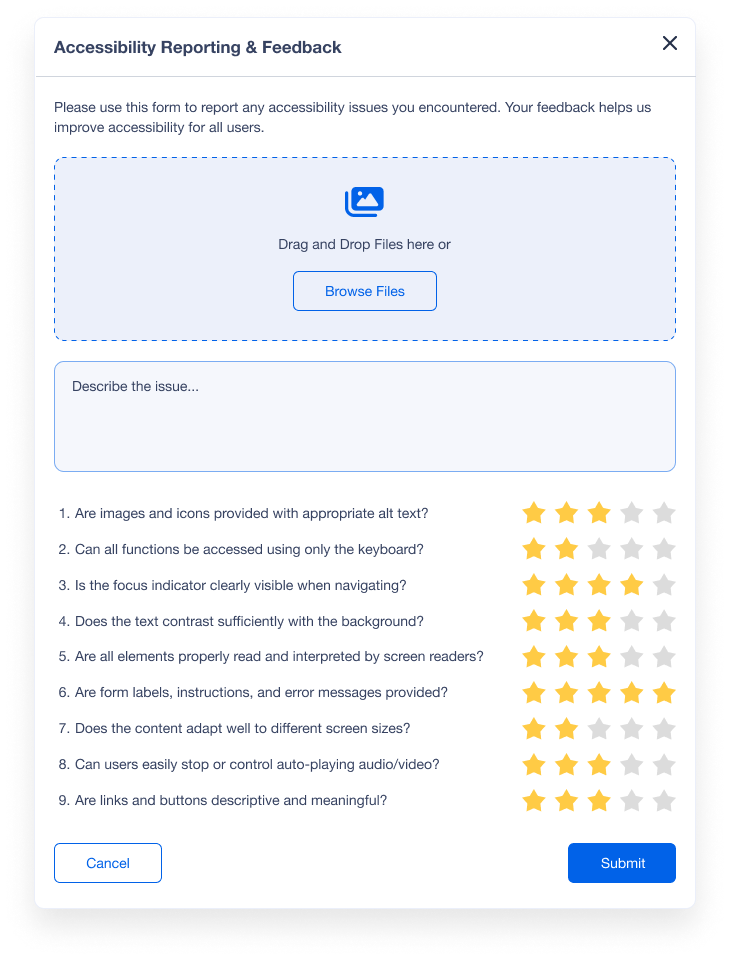 Accessibility Reporting & Feedback
Please use this form to report any accessibility issues you encountered. Your feedback helps us
improve accessibility for all users.
Drag and Drop Files here or
Browse Files
Describe the issue...
1. Are images and icons provided with appropriate alt text?
2. Can all functions be accessed using only the keyboard?
3. Is the focus indicator clearly visible when navigating?
4. Does the text contrast sufficiently with the background?
5. Are all elements properly read and interpreted by screen readers?
6. Are form labels, instructions, and error messages provided?
7. Does the content adapt well to different screen sizes?
8. Can users easily stop or control auto-playing audio/video?
9. Are links and buttons descriptive and meaningful?
Cancel
Submit